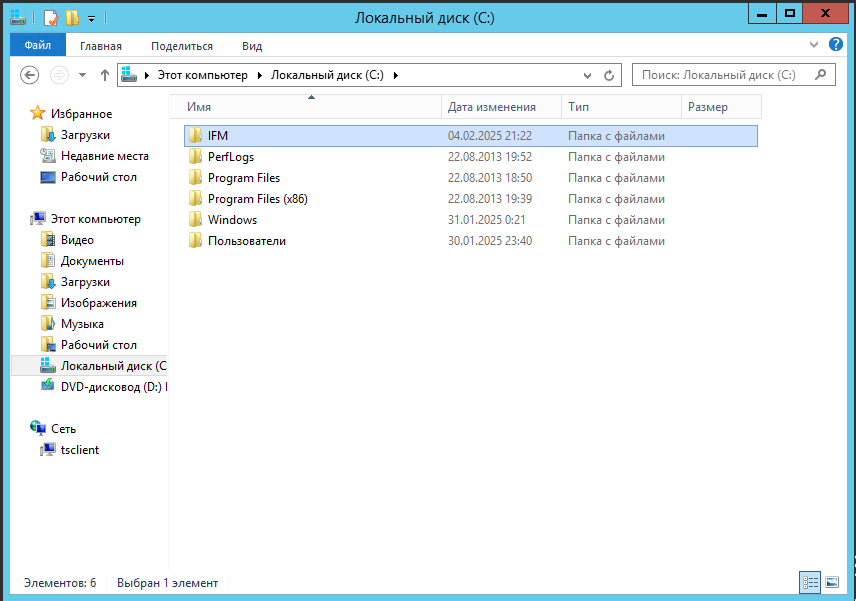 Локальный диск (C:)
Файл Главная Поделиться Вид
Этот компьютер Локальный диск (C:) Поиск: Локальный диск (C:)
Избранное
Загрузки
Недавние места
Рабочий стол
Этот компьютер
Видео
Документы
Загрузки
Изображения
Музыка
Рабочий стол
Локальный диск (C
DVD-дисковод (D:)
Сеть
tsclient
Имя Дата изменения Тип Размер
IFM 04.02.2025 21:22 Папка с файлами
PerfLogs 22.08.2013 19:52 Папка с файлами
Program Files 22.08.2013 18:50 Папка с файлами
Program Files (x86) 22.08.2013 19:39 Папка с файлами
Windows 31.01.2025 0:21 Папка с файлами
Пользователи 30.01.2025 23:40 Папка с файлами
Элементов: 6 Выбран 1 элемент